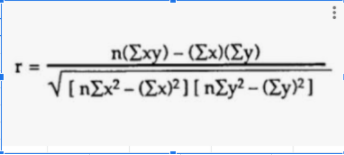 r = n(Σxy) – (Σx)(Σy)
√[ nΣx² – (Σx)² ] [ nΣy² – (Σy)² ]